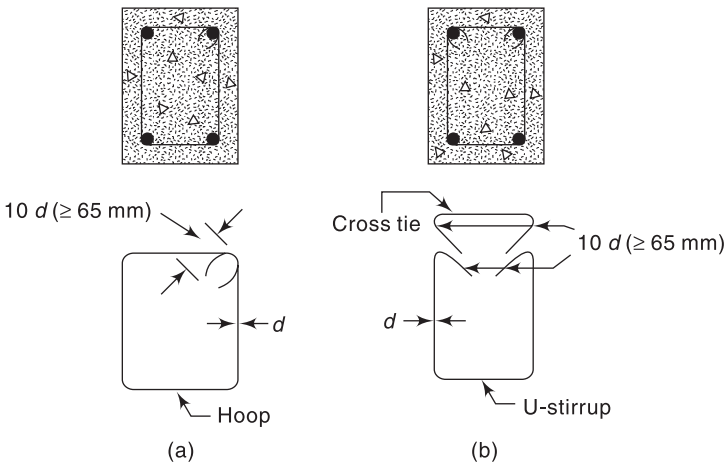 10 d (≥ 65 mm)
d
Hoop
(a)
Cross tie
10 d (≥ 65 mm)
d
U-stirrup
(b)